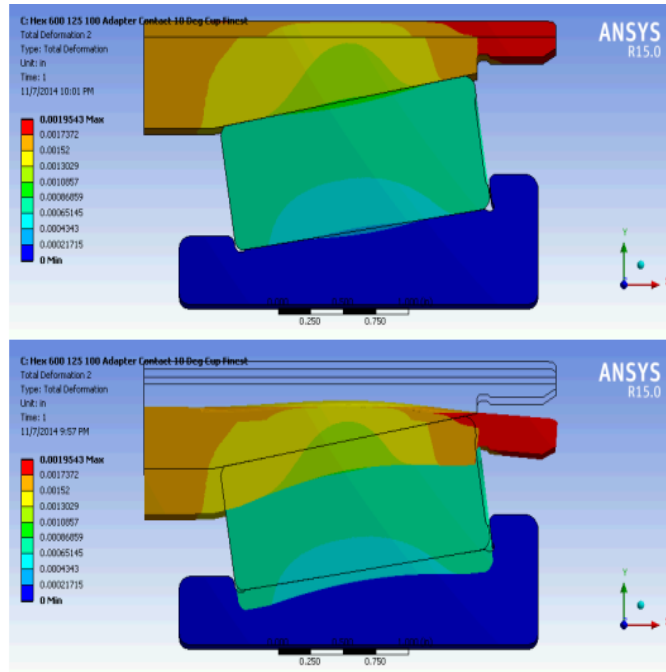 C: Hex 600 125 100 Adapter Contact 10 Deg Cup Finest
Total Deformation 2
Type: Total Deformation
Unit: in
Time: 1
11/7/2014 10:01 PM
0.0019543 Max
0.0017372
0.00152
0.0013029
0.0010857
0.00086859
0.00065145
0.0004343
0.00021715
0 Min
ANSYS
R15.0
Y
0.250
0.750
C: Hex 600 125 100 Adapter Contact 10 Deg Cup Finest
Total Deformation 2
Type: Total Deformation
Unit: in
Time: 1
11/7/2014 9:57 PM
0.0019543 Max
0.0017372
0.00152
0.0013029
0.0010857
0.00086859
0.00065145
0.0004343
0.00021715
0 Min
ANSYS
R15.0
Y
0.250
0.750